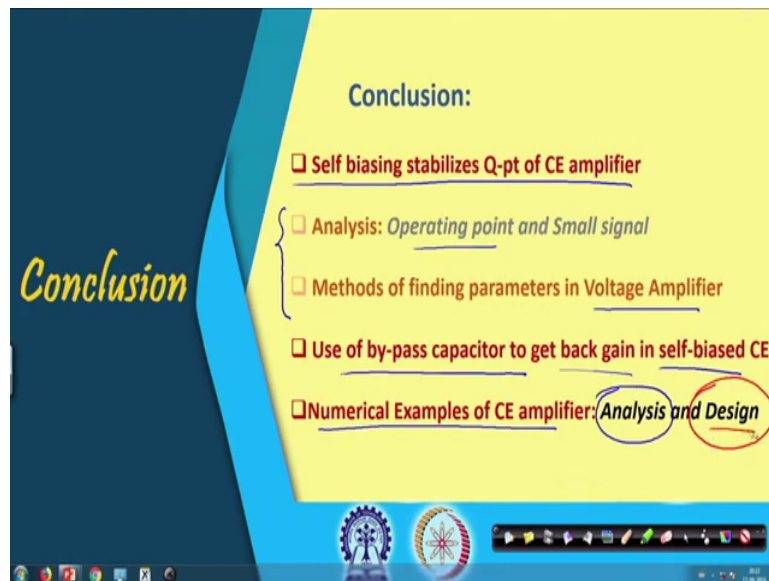 Conclusion
Conclusion:
❑ Self biasing stabilizes Q-pt of CE amplifier
❑ Analysis: Operating point and Small signal
❑ Methods of finding parameters in Voltage Amplifier
❑ Use of by-pass capacitor to get back gain in self-biased CE
❑Numerical Examples of CE amplifier: Analysis and Design